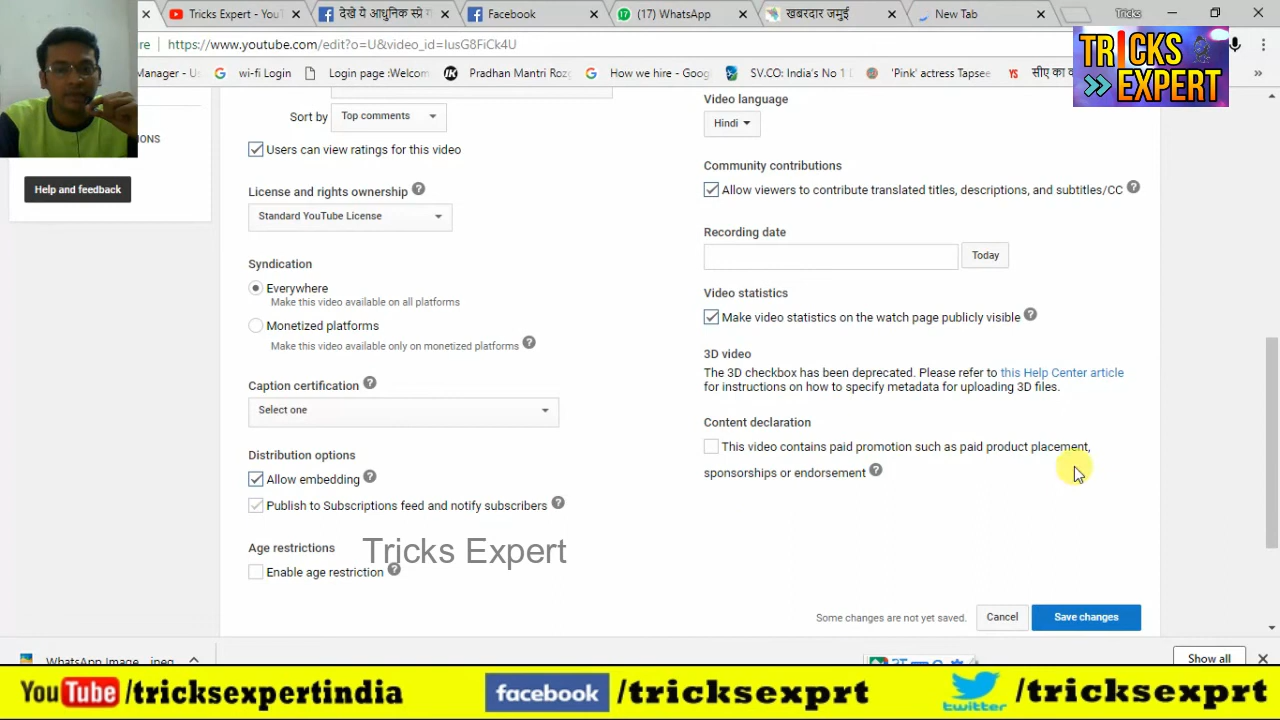 Tricks Expert - YouT
देखे ये आधुनिक स्प्रे ग
Facebook
(17) WhatsApp
खबरदार जमुई
New Tab
Tricks
re https://www.youtube.com/edit?o=U&video_id=IusG8FiCk4U
Manager - U
wi-fi Login
Login page :Welcom
Pradhan Mantri Rozg
How we hire - Goog
SV.CO: India's No 1
'Pink' actress Tapsee
सीए का
TRICKS
EXPERT
Sort by Top comments
Users can view ratings for this video
License and rights ownership
Standard YouTube License
Syndication
Everywhere
Make this video available on all platforms
Monetized platforms
Make this video available only on monetized platforms
Caption certification
Select one
Distribution options
Allow embedding
Publish to Subscriptions feed and notify subscribers
Age restrictions
Enable age restriction
Tricks Expert
Video language
Hindi
Community contributions
Allow viewers to contribute translated titles, descriptions, and subtitles/CC
Recording date
Today
Video statistics
Make video statistics on the watch page publicly visible
3D video
The 3D checkbox has been deprecated. Please refer to this Help Center article
for instructions on how to specify metadata for uploading 3D files.
Content declaration
This video contains paid promotion such as paid product placement,
sponsorships or endorsement
IONS
Help and feedback
Some changes are not yet saved.
Cancel
Save changes
WhatsApp Image
Show all
YouTube /tricksexpertindia
facebook /tricksexprt
twitter /tricksexprt